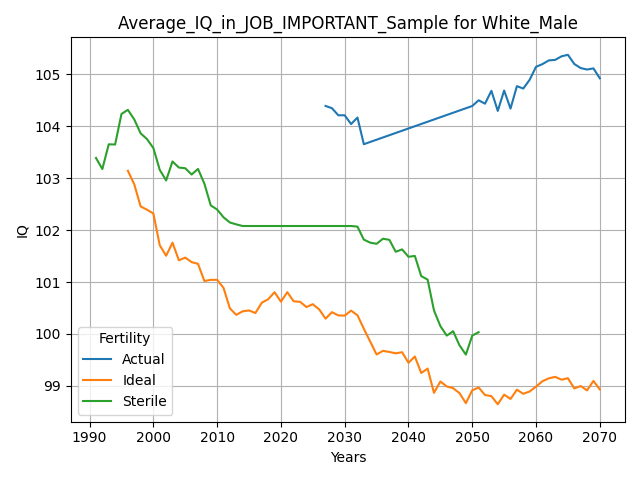 Average_IQ_in_JOB_IMPORTANT_Sample for White_Male
105
104
103
102
101
100
99
IQ
Fertility
Actual
Ideal
Sterile
1990 2000 2010 2020 2030 2040 2050 2060 2070
Years